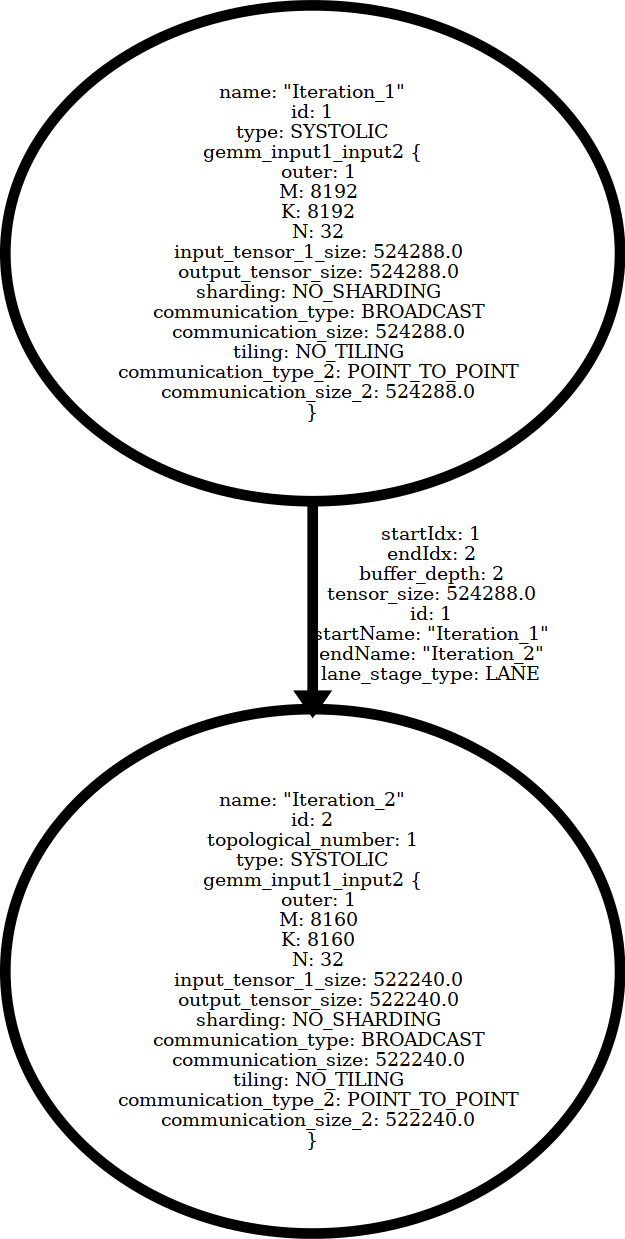 name: "Iteration_1"
id: 1
type: SYSTOLIC
gemm_input1_input2 {
outer: 1
M: 8192
K: 8192
N: 32
input_tensor_1_size: 524288.0
output_tensor_size: 524288.0
sharding: NO_SHARDING
communication_type: BROADCAST
communication_size: 524288.0
tiling: NO_TILING
communication_type_2: POINT_TO_POINT
communication_size_2: 524288.0
}
startIdx: 1
endIdx: 2
buffer_depth: 2
tensor_size: 524288.0
id: 1
startName: "Iteration_1"
endName: "Iteration_2"
lane_stage_type: LANE
name: "Iteration_2"
id: 2
topological_number: 1
type: SYSTOLIC
gemm_input1_input2 {
outer: 1
M: 8160
K: 8160
N: 32
input_tensor_1_size: 522240.0
output_tensor_size: 522240.0
sharding: NO_SHARDING
communication_type: BROADCAST
communication_size: 522240.0
tiling: NO_TILING
communication_type_2: POINT_TO_POINT
communication_size_2: 522240.0
}